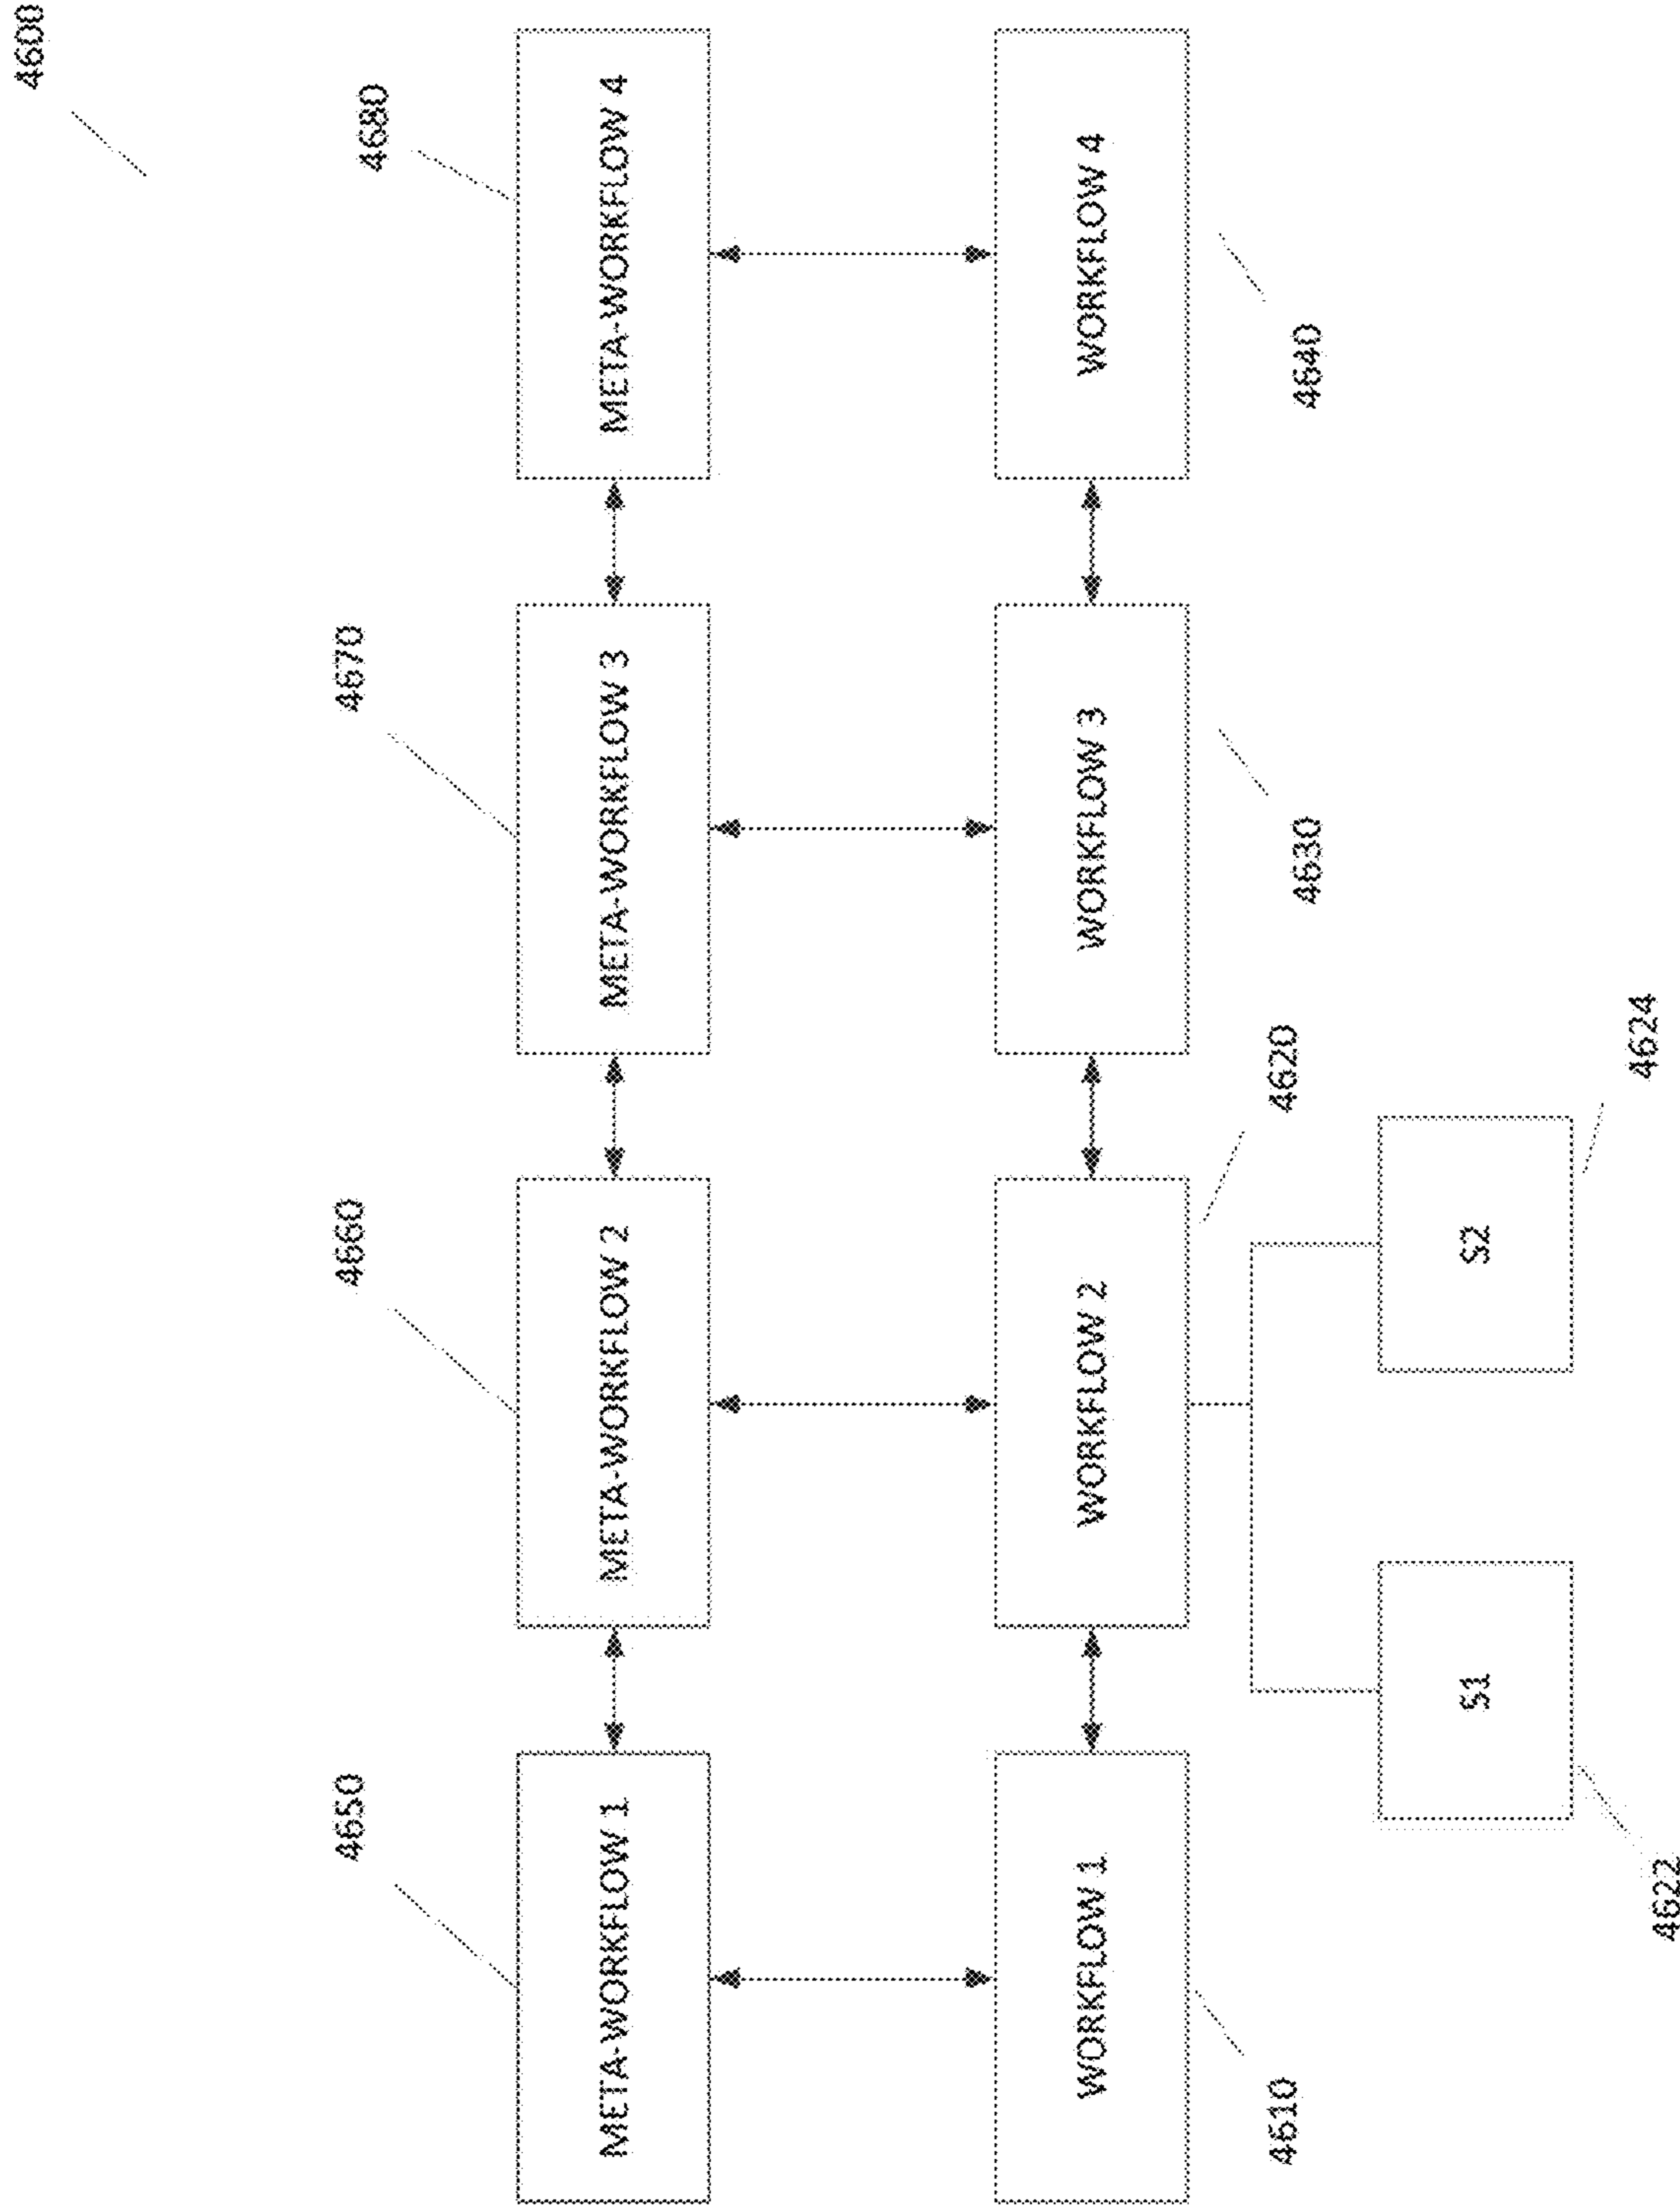 4600
4650
4660
4670
4680
META-WORKFLOW 1
META-WORKFLOW 2
META-WORKFLOW 3
META-WORKFLOW 4
WORKFLOW 1
WORKFLOW 2
WORKFLOW 3
WORKFLOW 4
4610
4620
4630
4640
S1
S2
4622
4624